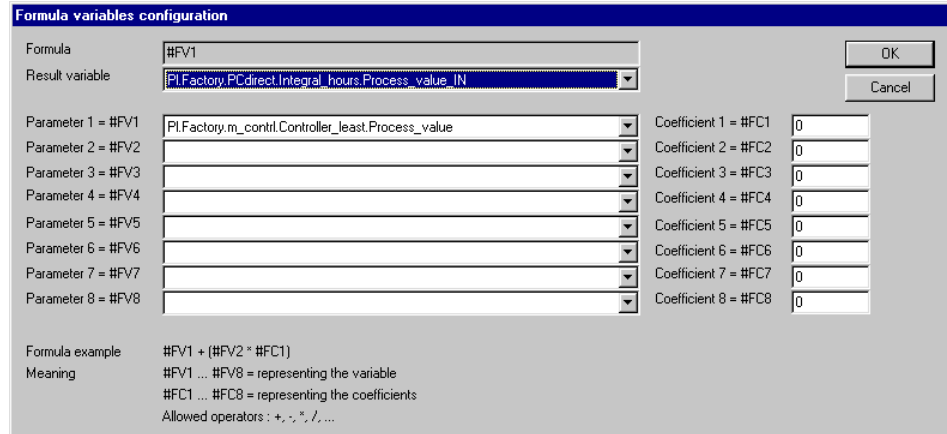 Formula variables configuration
Formula #FV1 OK
Result variable PI.Factory.PCdirect.Integral_hours.Process_value_IN Cancel
Parameter 1 = #FV1 PI.Factory.m_contrl.Controller_least.Process_value Coefficient 1 = #FC1 0
Parameter 2 = #FV2 Coefficient 2 = #FC2 0
Parameter 3 = #FV3 Coefficient 3 = #FC3 0
Parameter 4 = #FV4 Coefficient 4 = #FC4 0
Parameter 5 = #FV5 Coefficient 5 = #FC5 0
Parameter 6 = #FV6 Coefficient 6 = #FC6 0
Parameter 7 = #FV7 Coefficient 7 = #FC7 0
Parameter 8 = #FV8 Coefficient 8 = #FC8 0
Formula example #FV1 + (#FV2 * #FC1)
Meaning #FV1 ... #FV8 = representing the variable
#FC1 ... #FC8 = representing the coefficients
Allowed operators : +, -, *, /, ...